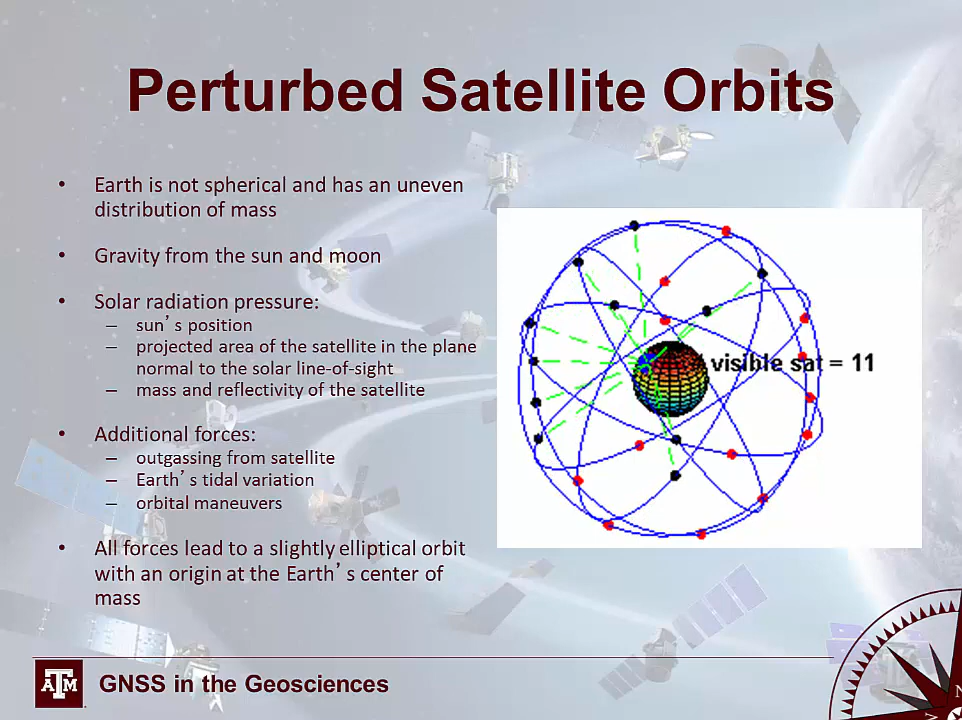 Perturbed Satellite Orbits
• Earth is not spherical and has an uneven
distribution of mass
• Gravity from the sun and moon
• Solar radiation pressure:
– sun's position
– projected area of the satellite in the plane
normal to the solar line-of-sight
– mass and reflectivity of the satellite
• Additional forces:
– outgassing from satellite
– Earth's tidal variation
– orbital maneuvers
• All forces lead to a slightly elliptical orbit
with an origin at the Earth's center of
mass
visible sat = 11
ATM
GNSS in the Geosciences
N